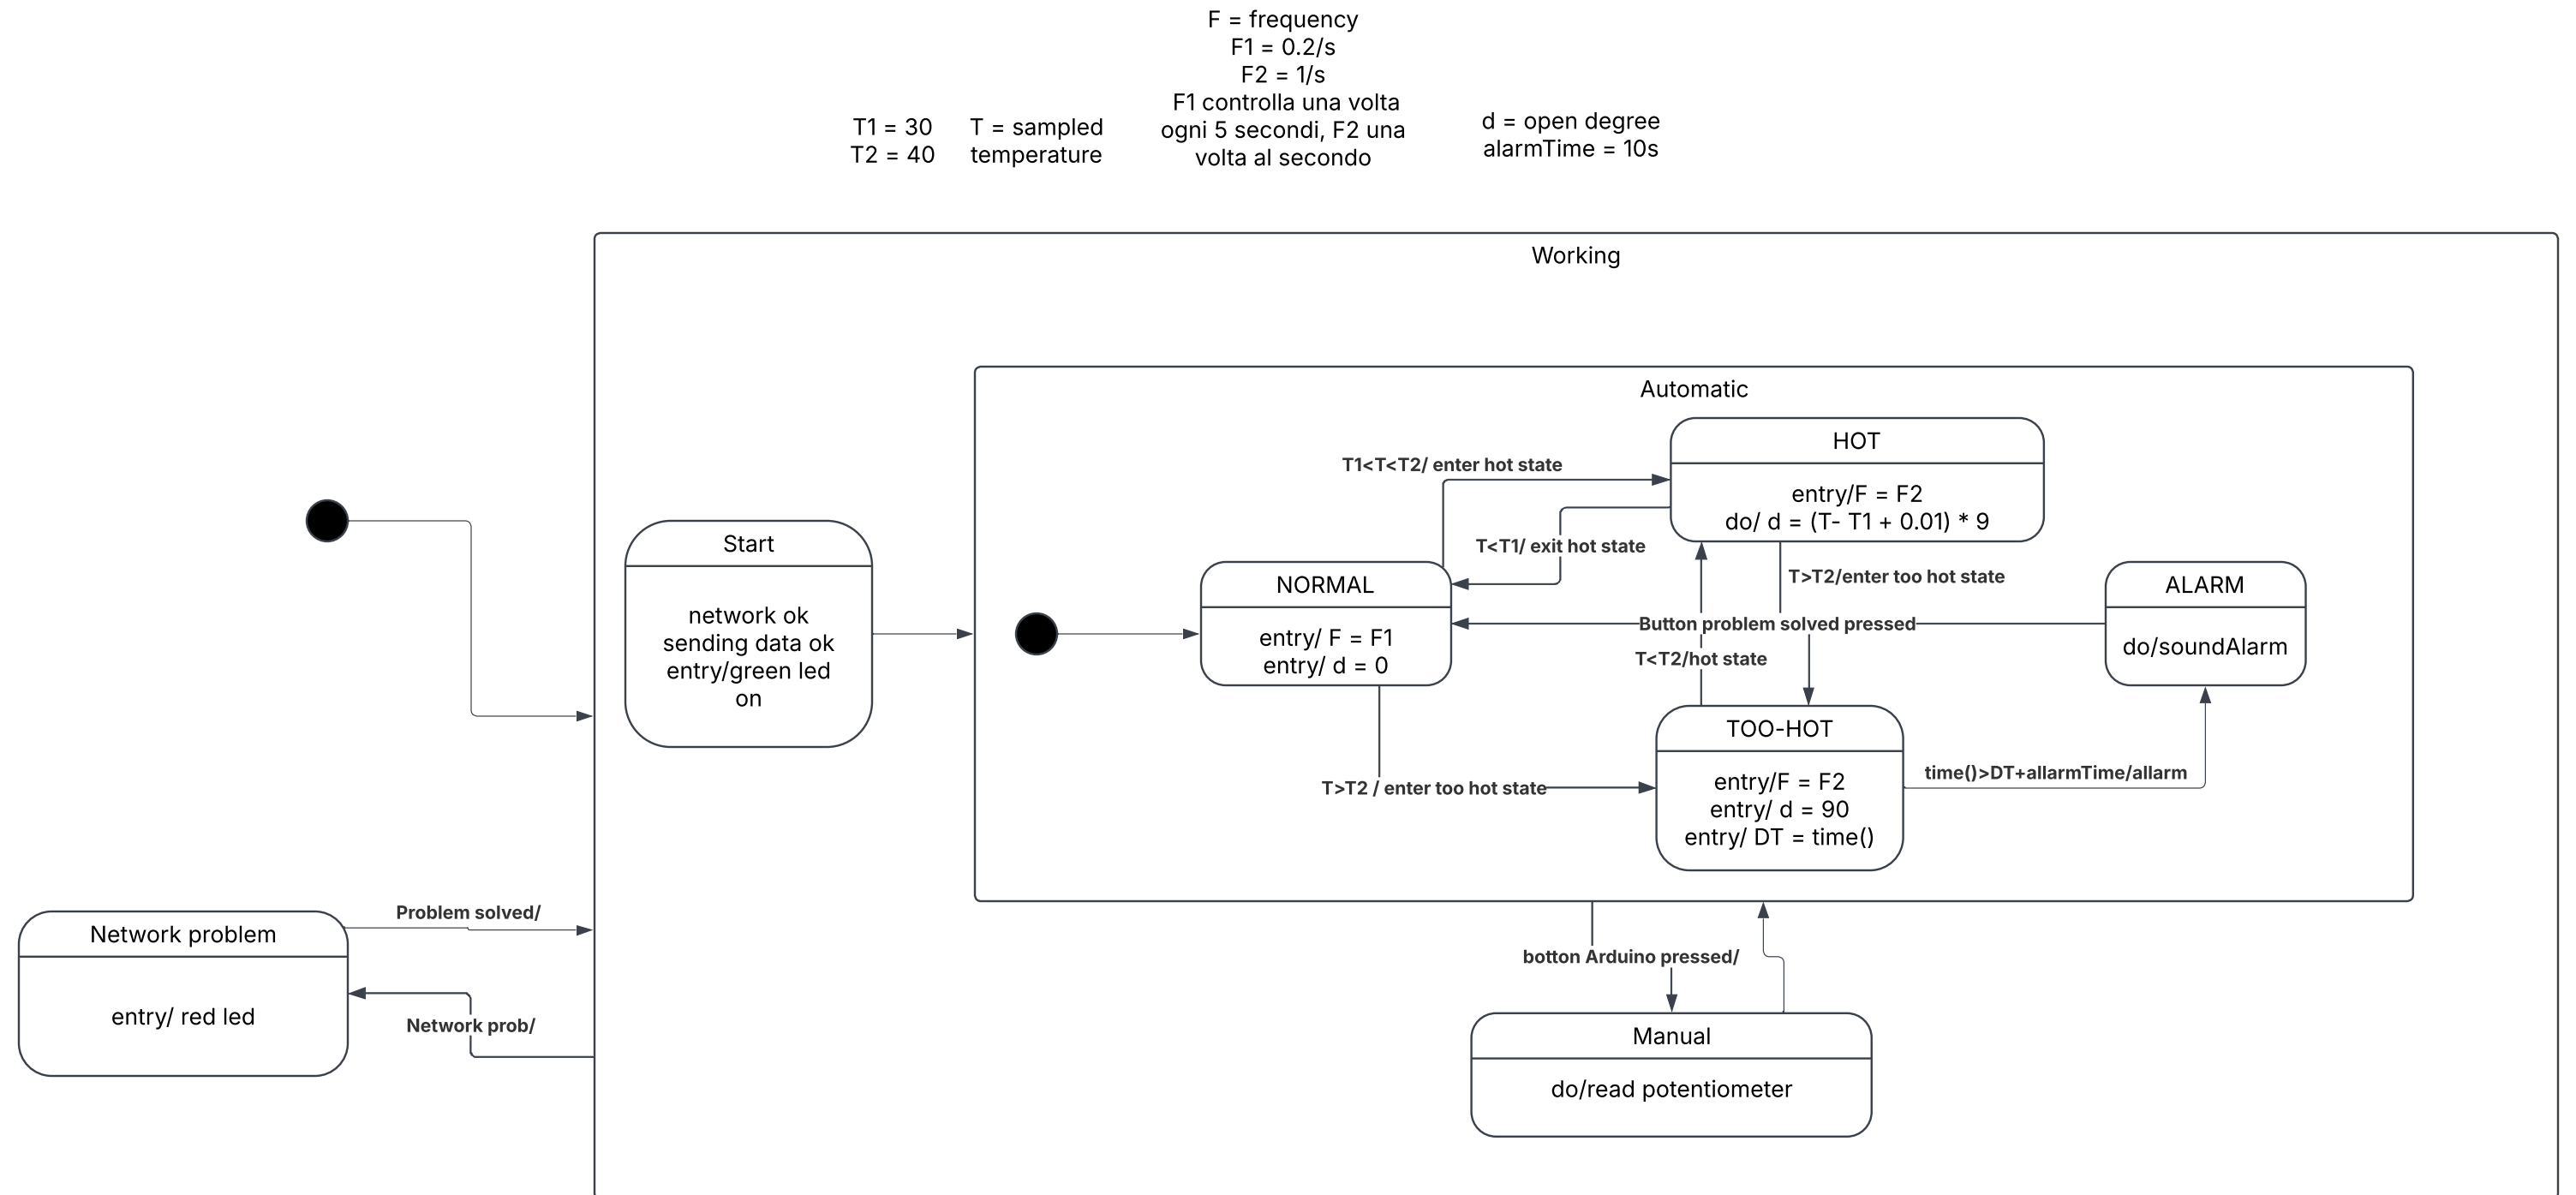 F = frequency
F1 = 0.2/s
F2 = 1/s
F1 controlla una volta
ogni 5 secondi, F2 una
volta al secondo
T1 = 30
T2 = 40
T = sampled
temperature
d = open degree
alarmTime = 10s
Working
Automatic
HOT
entry/F = F2
do/ d = (T- T1 + 0.01) * 9
T1<T<T2/ enter hot state
T<T1/ exit hot state
T>T2/enter too hot state
Start
network ok
sending data ok
entry/green led
on
NORMAL
entry/ F = F1
entry/ d = 0
Button problem solved pressed
T<T2/hot state
ALARM
do/soundAlarm
TOO-HOT
entry/F = F2
entry/ d = 90
entry/ DT = time()
T>T2 / enter too hot state
time()>DT+allarmTime/allarm
Problem solved/
Network problem
entry/ red led
Network prob/
botton Arduino pressed/
Manual
do/read potentiometer